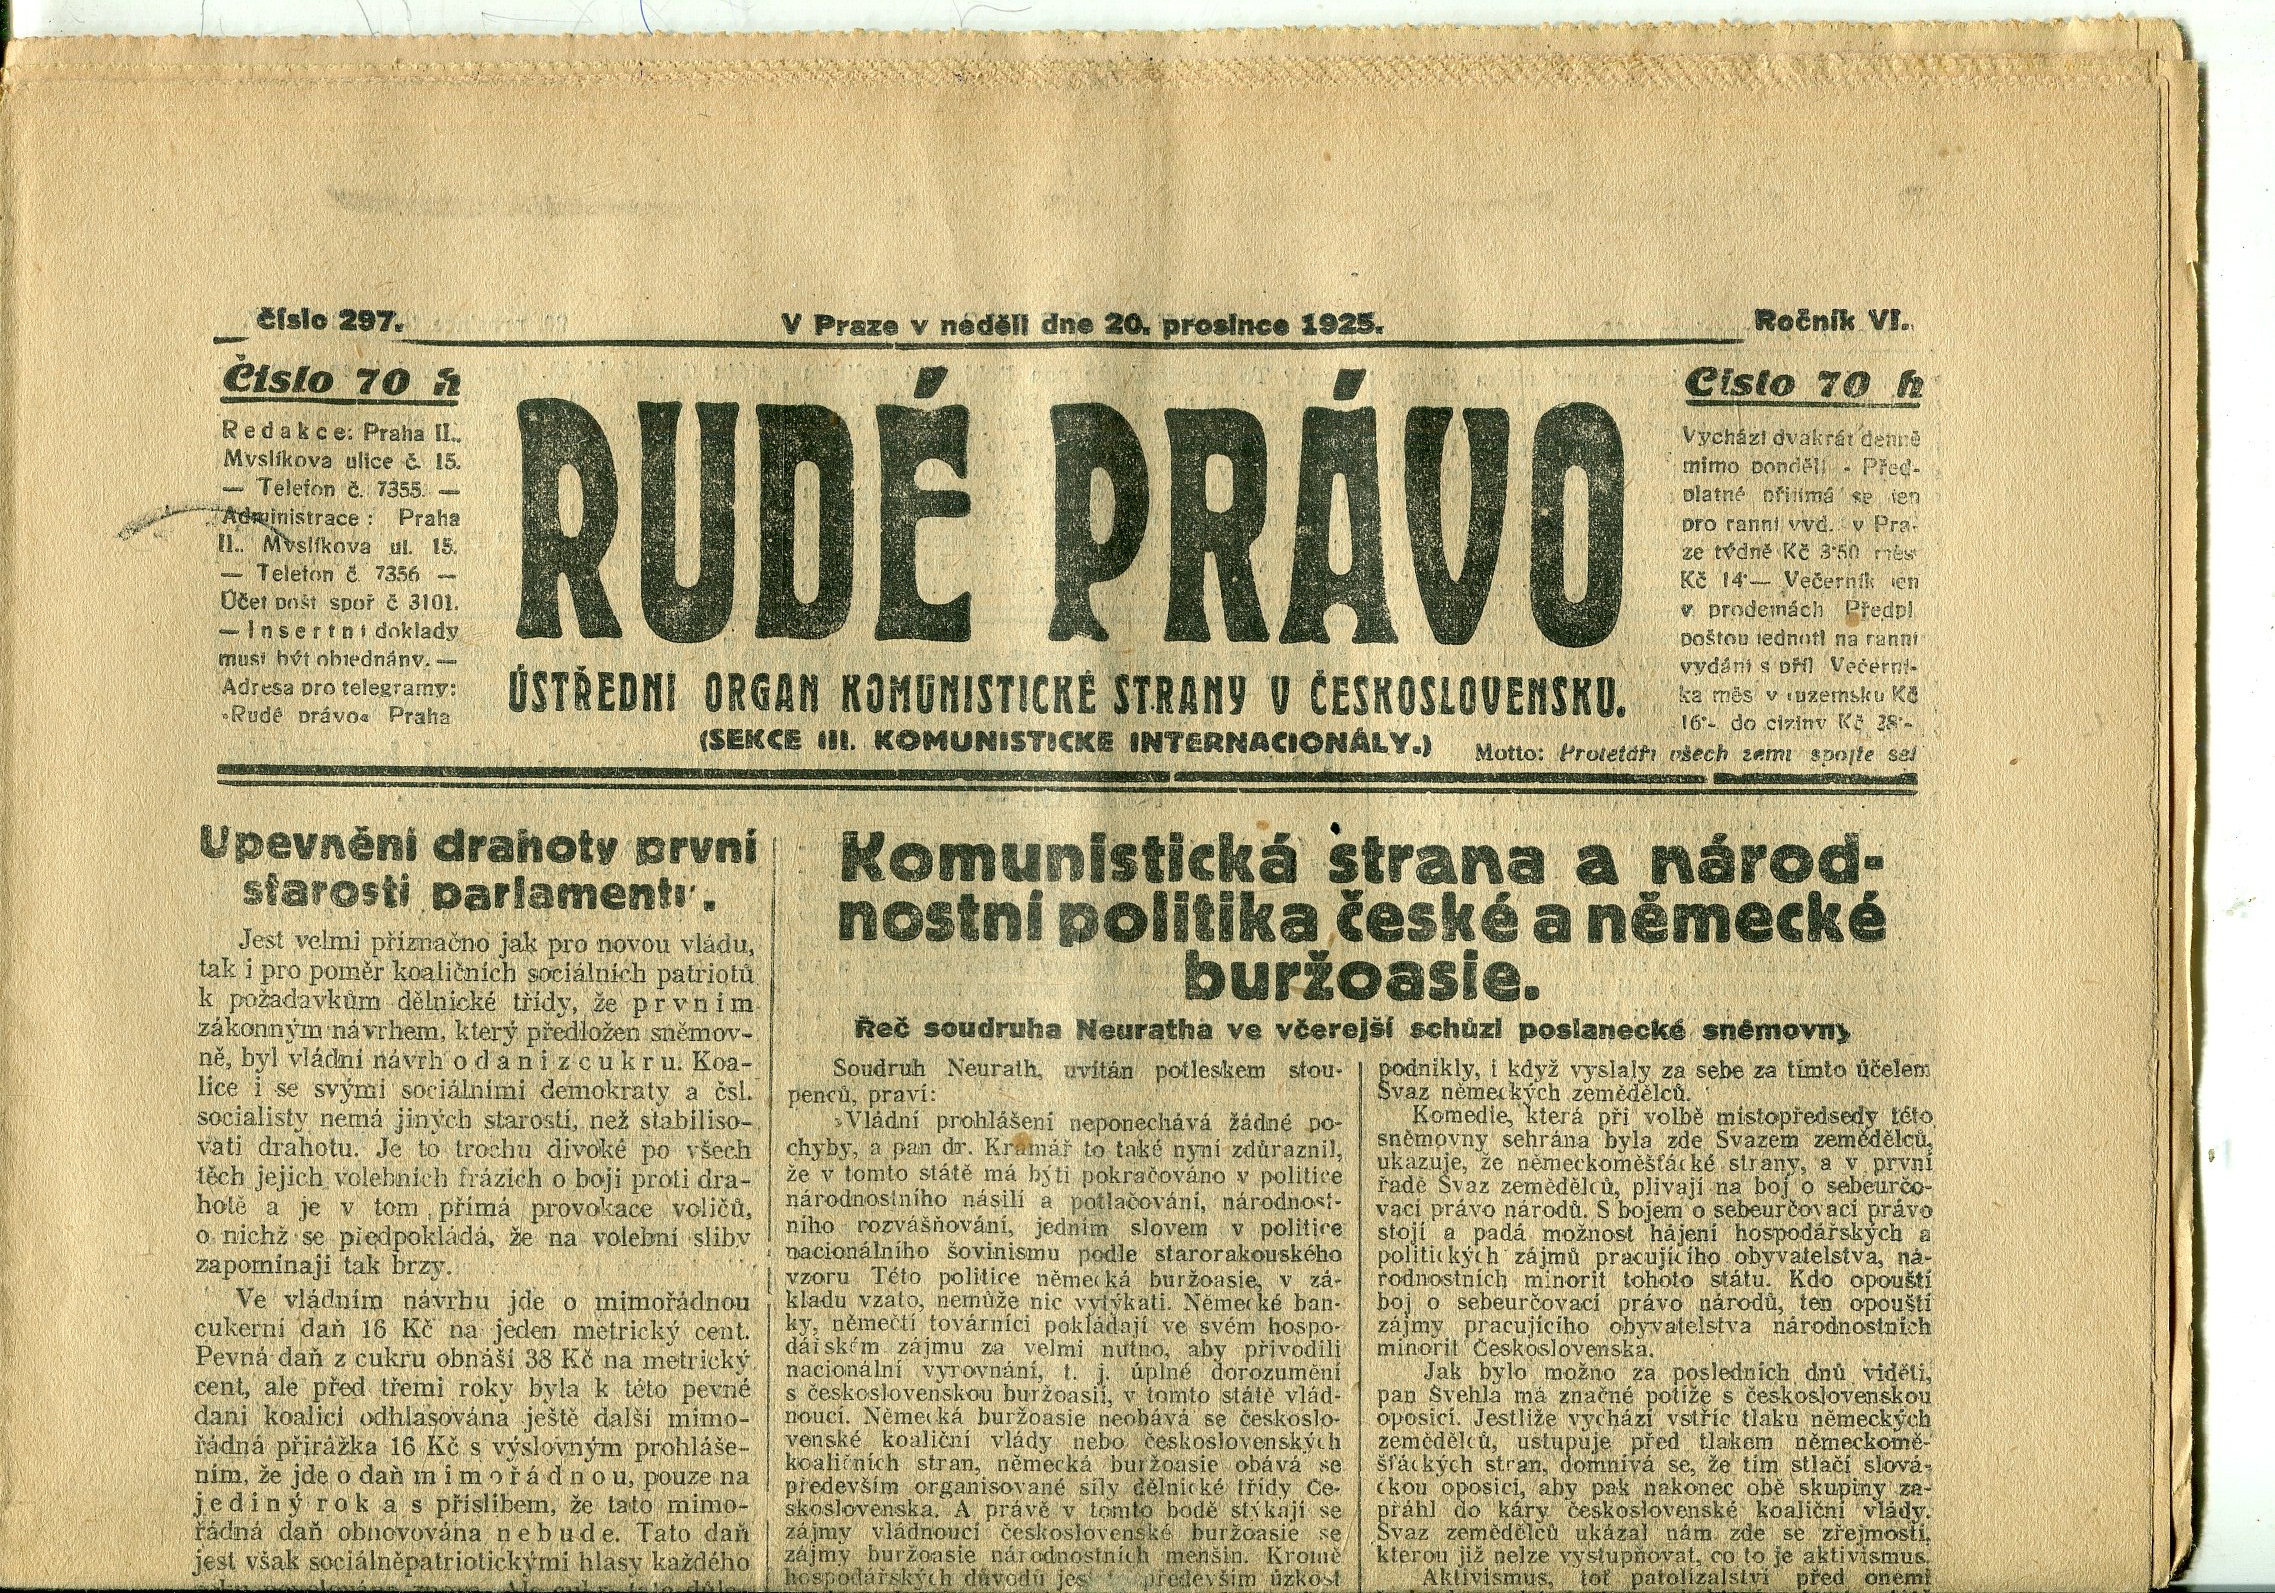 Číslo 297.
V Praze v neděli dne 20. prosince 1925.
Ročník VI.
Číslo 70 h
Redakce: Praha II.,
Myslíkova ulice č. 15.
— Telefon č. 7355. —
Administrace: Praha
II., Myslíkova ul. 15.
— Telefon č. 7356 —
Účet pošt spoř č 3101.
— Insertní doklady
musí být objednány. —
Adresa pro telegramy:
»Rudé právo« Praha
RUDÉ PRÁVO
ÚSTŘEDNÍ ORGAN KOMUNISTICKÉ STRANY V ČESKOSLOVENSKU.
(SEKCE III. KOMUNISTICKÉ INTERNACIONÁLY.)
Motto: Proletáři všech zemí spojte se!
Číslo 70 h
Vychází dvakrát denně
mimo pondělí - Před-
platné přijímá se jen
pro ranní vyd. v Pra-
ze týdně Kč 3·50 měs
Kč 14·— Večerník jen
v prodejnách Předpl
poštou jednotl na ranní
vydání s příl Večerní-
ka měs v tuzemsku Kč
16·- do ciziny Kč 28·-
Upevnění drahoty první
starostí parlamentu.
Jest velmi příznačno jak pro novou vládu,
tak i pro poměr koaličních sociálních patriotů
k požadavkům dělnické třídy, že prvním
zákonným návrhem, který předložen sněmov-
ně, byl vládní návrh o dani z cukru. Koa-
lice i se svými sociálními demokraty a čsl.
socialisty nemá jiných starostí, než stabiliso-
vati drahotu. Je to trochu divoké po všech
těch jejich volebních frázích o boji proti dra-
hotě a je v tom přímá provokace voličů,
o nichž se předpokládá, že na volební sliby
zapomínají tak brzy.
Ve vládním návrhu jde o mimořádnou
cukerní daň 16 Kč na jeden metrický cent.
Pevná daň z cukru obnáší 38 Kč na metrický
cent, ale před třemi roky byla k této pevné
dani koalicí odhlasována ještě další mimo-
řádná přirážka 16 Kč s výslovným prohláše-
ním, že jde o daň mimořádnou, pouze na
jediný rok a s příslibem, že tato mimo-
řádná daň obnovována nebude. Tato daň
jest však sociálněpatriotickými hlasy každého
Komunistická strana a národ-
nostní politika české a německé
buržoasie.
Řeč soudruha Neuratha ve včerejší schůzi poslanecké sněmovny
Soudruh Neurath, uvítán potleskem stou-
penců, praví:
»Vládní prohlášení neponechává žádné po-
chyby, a pan dr. Kramář to také nyní zdůraznil,
že v tomto státě má býti pokračováno v politice
národnostního násilí a potlačování, národnost-
ního rozvášňování, jedním slovem v politice
nacionálního šovinismu podle starorakouského
vzoru Této politice německá buržoasie, v zá-
kladu vzato, nemůže nic vytýkati. Německé ban-
ky, němečtí továrníci pokládají ve svém hospo-
dářském zájmu za velmi nutno, aby přivodili
nacionální vyrovnání, t. j. úplné dorozumění
s československou buržoasií, v tomto státě vlád-
noucí. Německá buržoasie neobává se českoslo-
venské koaliční vlády nebo československých
koaličních stran, německá buržoasie obává se
především organisované síly dělnické třídy Če-
skoslovenska. A právě v tomto bodě stýkají se
zájmy vládnoucí československé buržoasie se
zájmy buržoasie národnostních menšin. Kromě
hospodářských důvodů jest především úzkost
podnikly, i když vyslaly za sebe za tímto účelem
Svaz německých zemědělců.
Komedie, která při volbě místopředsedy této
sněmovny sehrána byla zde Svazem zemědělců,
ukazuje, že německoměšťácké strany, a v první
řadě Svaz zemědělců, plivají na boj o sebeurčo-
vací právo národů. S bojem o sebeurčovací právo
stojí a padá možnost hájení hospodářských a
politických zájmů pracujícího obyvatelstva, ná-
rodnostních minorit tohoto státu. Kdo opouští
boj o sebeurčovací právo národů, ten opouští
zájmy pracujícího obyvatelstva národnostních
minorit Československa.
Jak bylo možno za posledních dnů viděti,
pan Švehla má značné potíže s československou
oposicí. Jestliže vychází vstříc tlaku německých
zemědělců, ustupuje před tlakem německomě-
šťáckých stran, domnívá se, že tím stlačí slová-
ckou oposici, aby pak nakonec obě skupiny za-
přáhl do káry československé koaliční vlády.
Svaz zemědělců ukázal nám zde se zřejmostí,
kterou již nelze vystupňovat, co to je aktivismus.
Aktivismus, toť patolízalství před oněmi